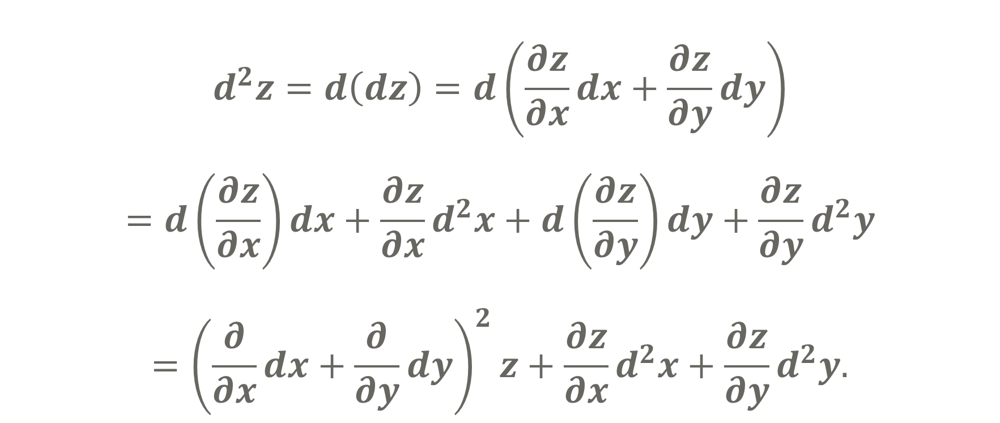 d²z = d(dz) = d(∂z/∂x dx + ∂z/∂y dy)
= d(∂z/∂x) dx + ∂z/∂x d²x + d(∂z/∂y) dy + ∂z/∂y d²y
= (∂/∂x dx + ∂/∂y dy)² z + ∂z/∂x d²x + ∂z/∂y d²y.